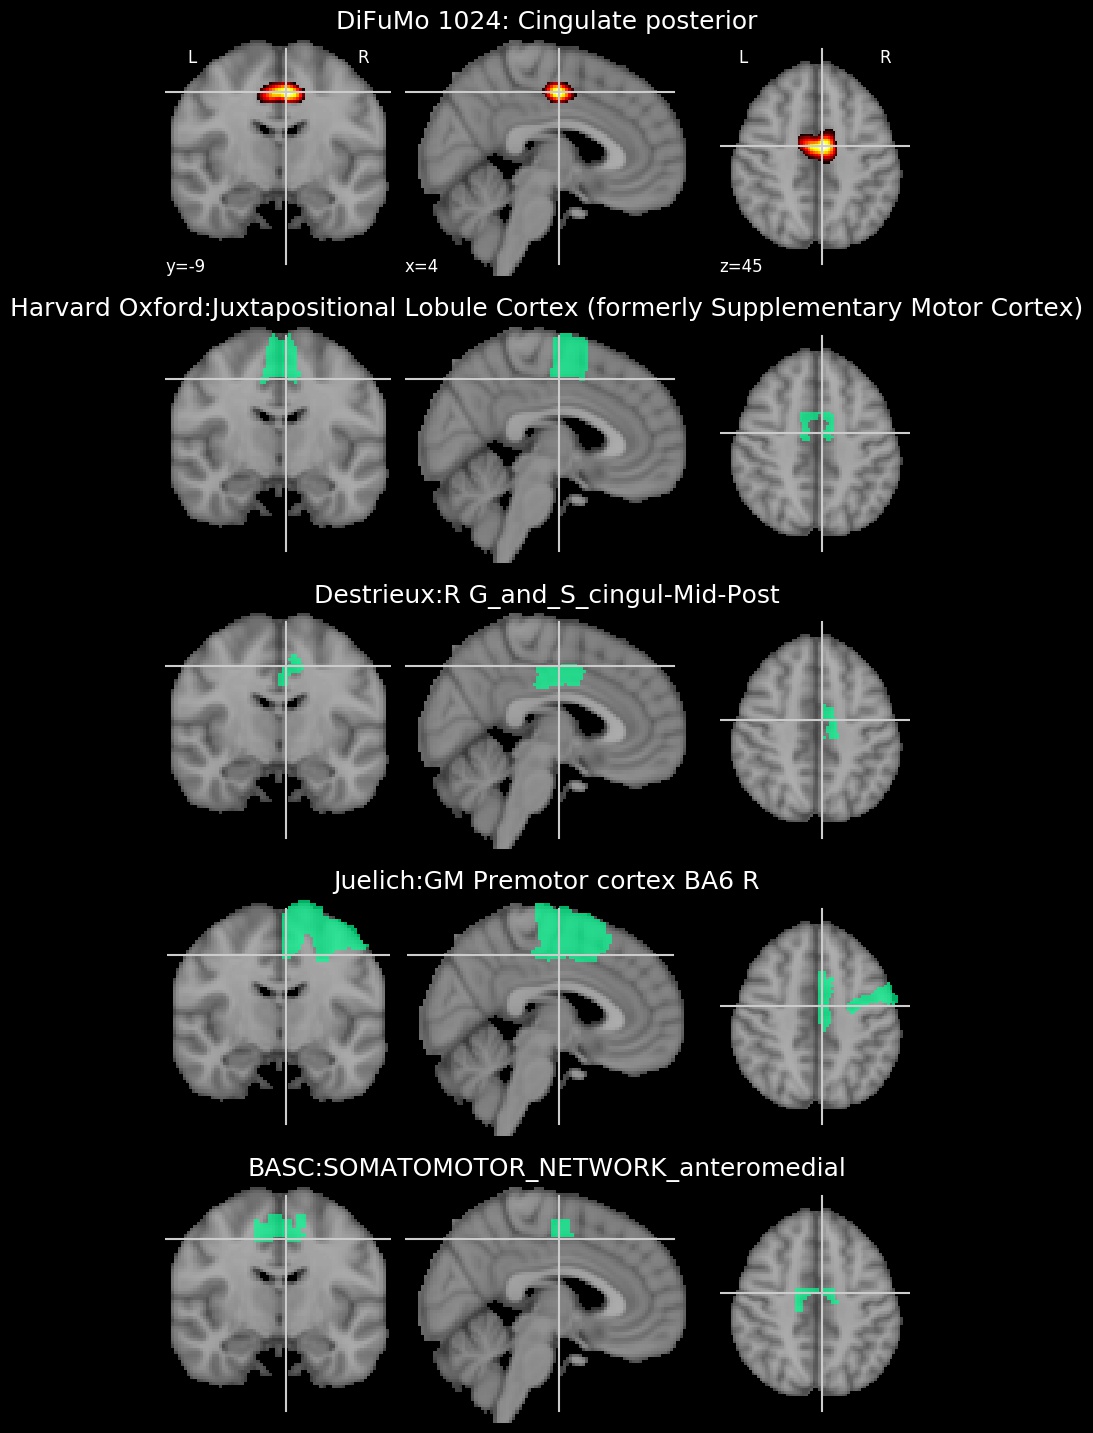 DiFuMo 1024: Cingulate posterior
L R L R
y=-9 x=4 z=45
Harvard Oxford:Juxtapositional Lobule Cortex (formerly Supplementary Motor Cortex)
Destrieux:R G_and_S_cingul-Mid-Post
Juelich:GM Premotor cortex BA6 R
BASC:SOMATOMOTOR_NETWORK_anteromedial